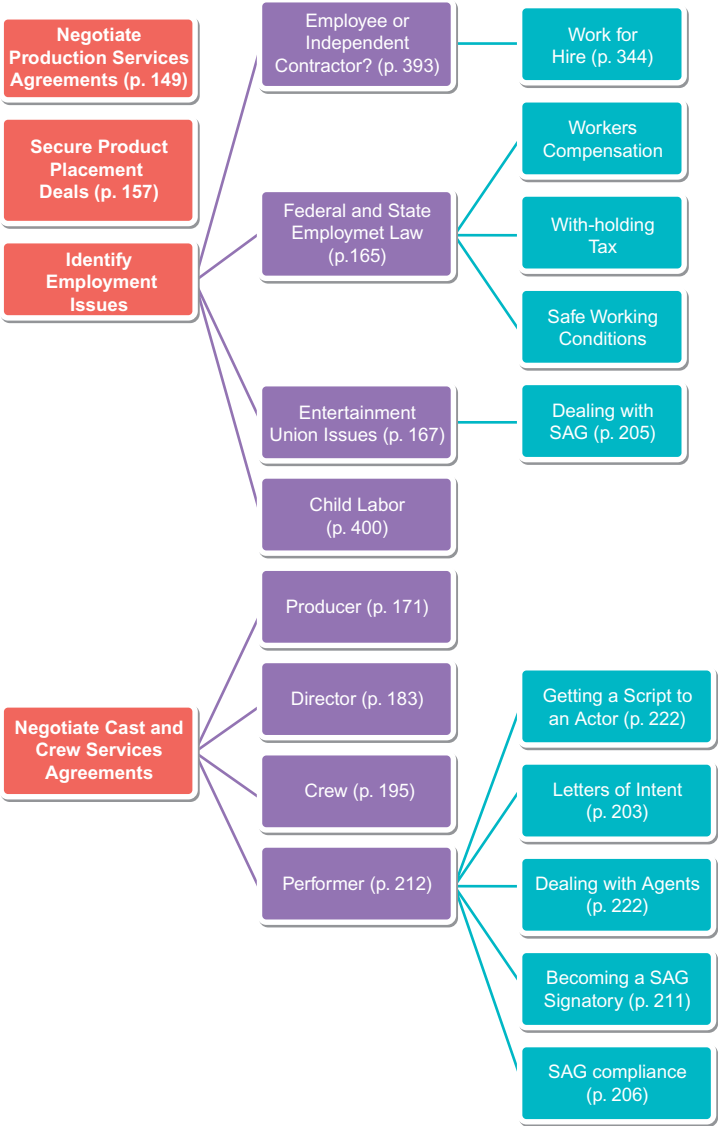 Negotiate
Production Services
Agreements (p. 149)
Secure Product
Placement
Deals (p. 157)
Identify
Employment
Issues
Employee or
Independent
Contractor? (p. 393)
Work for
Hire (p. 344)
Federal and State
Employmet Law
(p.165)
Workers
Compensation
With-holding
Tax
Safe Working
Conditions
Entertainment
Union Issues (p. 167)
Dealing with
SAG (p. 205)
Child Labor
(p. 400)
Negotiate Cast and
Crew Services
Agreements
Producer (p. 171)
Director (p. 183)
Crew (p. 195)
Performer (p. 212)
Getting a Script to
an Actor (p. 222)
Letters of Intent
(p. 203)
Dealing with Agents
(p. 222)
Becoming a SAG
Signatory (p. 211)
SAG compliance
(p. 206)